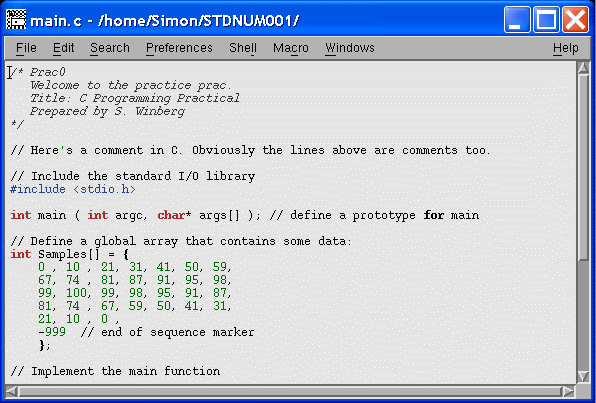 main.c - /home/Simon/STDNUM001/
File Edit Search Preferences Shell Macro Windows Help
/* Prac0
Welcome to the practice prac.
Title: C Programming Practical
Prepared by S. Winberg
*/
// Here's a comment in C. Obviously the lines above are comments too.
// Include the standard I/O library
#include <stdio.h>
int main ( int argc, char* args[] ); // define a prototype for main
// Define a global array that contains some data:
int Samples[] = {
0 , 10 , 21, 31, 41, 50, 59,
67, 74 , 81, 87, 91, 95, 98,
99, 100, 99, 98, 95, 91, 87,
81, 74 , 67, 59, 50, 41, 31,
21, 10 , 0 ,
-999 // end of sequence marker
};
// Implement the main function